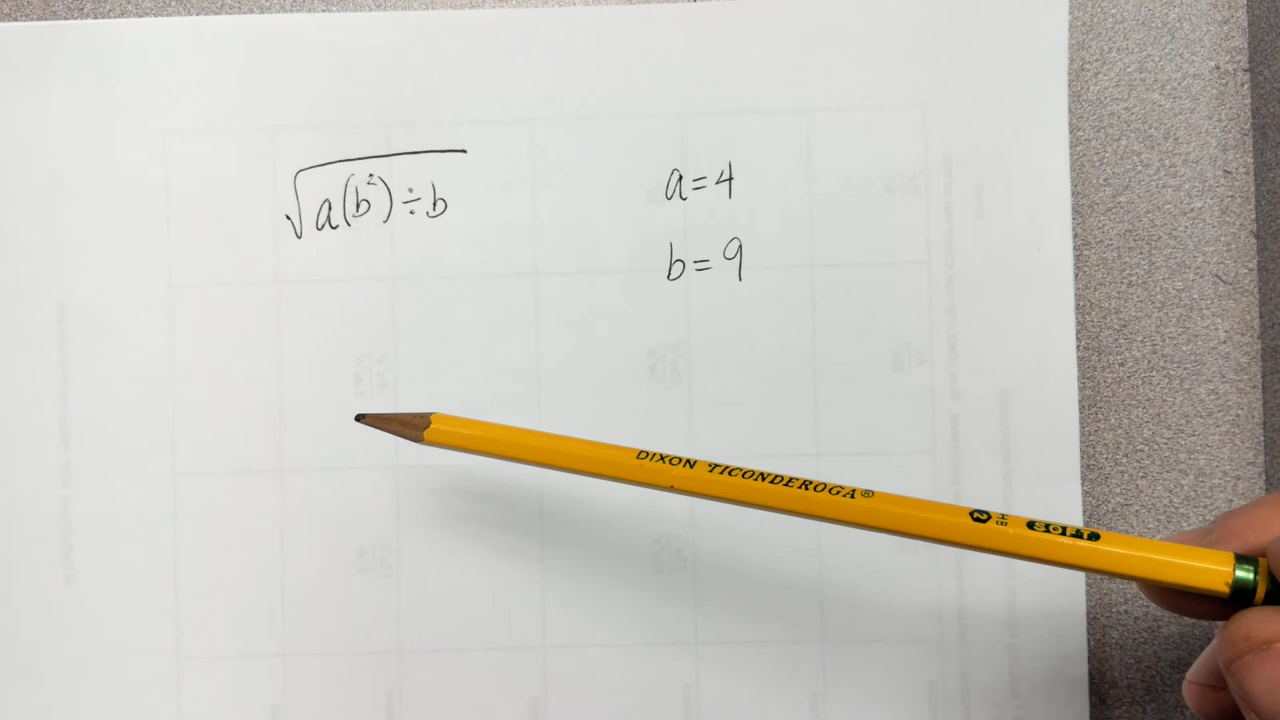 √a(b²)÷b
a=4
b=9
DIXON TICONDEROGA® 2 HB SOFT